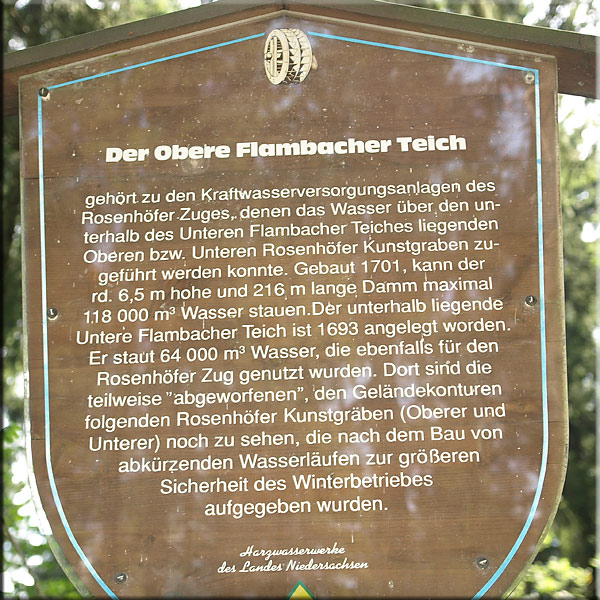 Der Obere Flambacher Teich
gehört zu den Kraftwasserversorgungsanlagen des
Rosenhöfer Zuges, denen das Wasser über den un-
terhalb des Unteren Flambacher Teiches liegenden
Oberen bzw. Unteren Rosenhöfer Kunstgraben zu-
geführt werden konnte. Gebaut 1701, kann der
rd. 6,5 m hohe und 216 m lange Damm maximal
118 000 m³ Wasser stauen. Der unterhalb liegende
Untere Flambacher Teich ist 1693 angelegt worden.
Er staut 64 000 m³ Wasser, die ebenfalls für den
Rosenhöfer Zug genutzt wurden. Dort sind die
teilweise "abgeworfenen", den Geländekonturen
folgenden Rosenhöfer Kunstgräben (Oberer und
Unterer) noch zu sehen, die nach dem Bau von
abkürzenden Wasserläufen zur größeren
Sicherheit des Winterbetriebes
aufgegeben wurden.
Harzwasserwerke
des Landes Niedersachsen